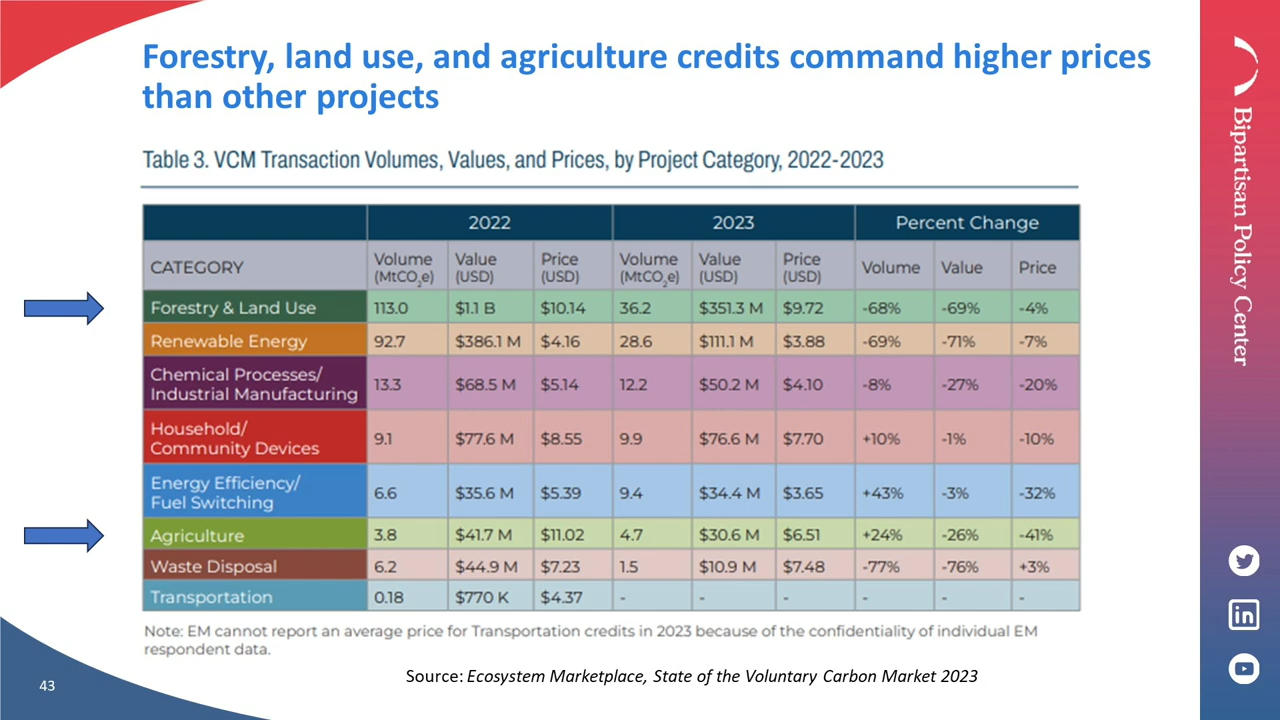 Forestry, land use, and agriculture credits command higher prices
than other projects
Table 3. VCM Transaction Volumes, Values, and Prices, by Project Category, 2022-2023
2022 2023 Percent Change
CATEGORY Volume (MtCO₂e) Value (USD) Price (USD) Volume (MtCO₂e) Value (USD) Price (USD) Volume Value Price
Forestry & Land Use 113.0 $1.1 B $10.14 36.2 $351.3 M $9.72 -68% -69% -4%
Renewable Energy 92.7 $386.1 M $4.16 28.6 $111.1 M $3.88 -69% -71% -7%
Chemical Processes/
Industrial Manufacturing 13.3 $68.5 M $5.14 12.2 $50.2 M $4.10 -8% -27% -20%
Household/
Community Devices 9.1 $77.6 M $8.55 9.9 $76.6 M $7.70 +10% -1% -10%
Energy Efficiency/
Fuel Switching 6.6 $35.6 M $5.39 9.4 $34.4 M $3.65 +43% -3% -32%
Agriculture 3.8 $41.7 M $11.02 4.7 $30.6 M $6.51 +24% -26% -41%
Waste Disposal 6.2 $44.9 M $7.23 1.5 $10.9 M $7.48 -77% -76% +3%
Transportation 0.18 $770 K $4.37 - - - - - -
Note: EM cannot report an average price for Transportation credits in 2023 because of the confidentiality of individual EM
respondent data.
Source: Ecosystem Marketplace, State of the Voluntary Carbon Market 2023
43
Bipartisan Policy Center
in